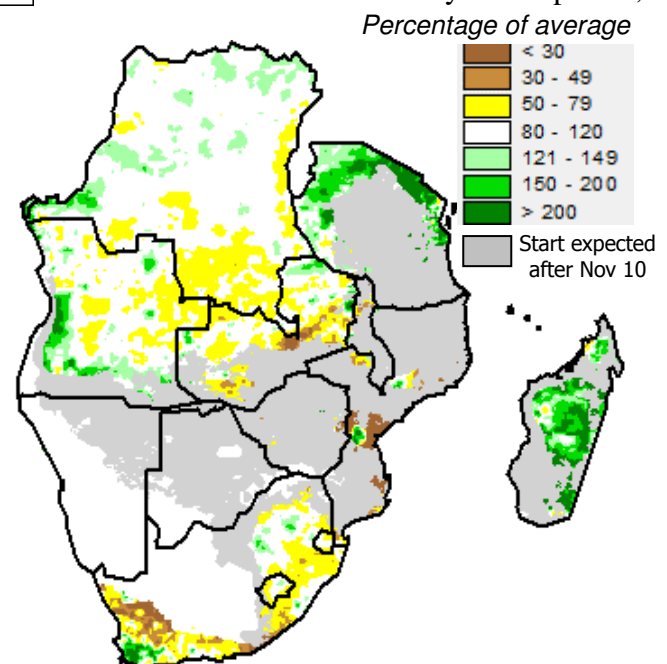 Percentage of average
< 30
30 - 49
50 - 79
80 - 120
121 - 149
150 - 200
> 200
Start expected
after Nov 10